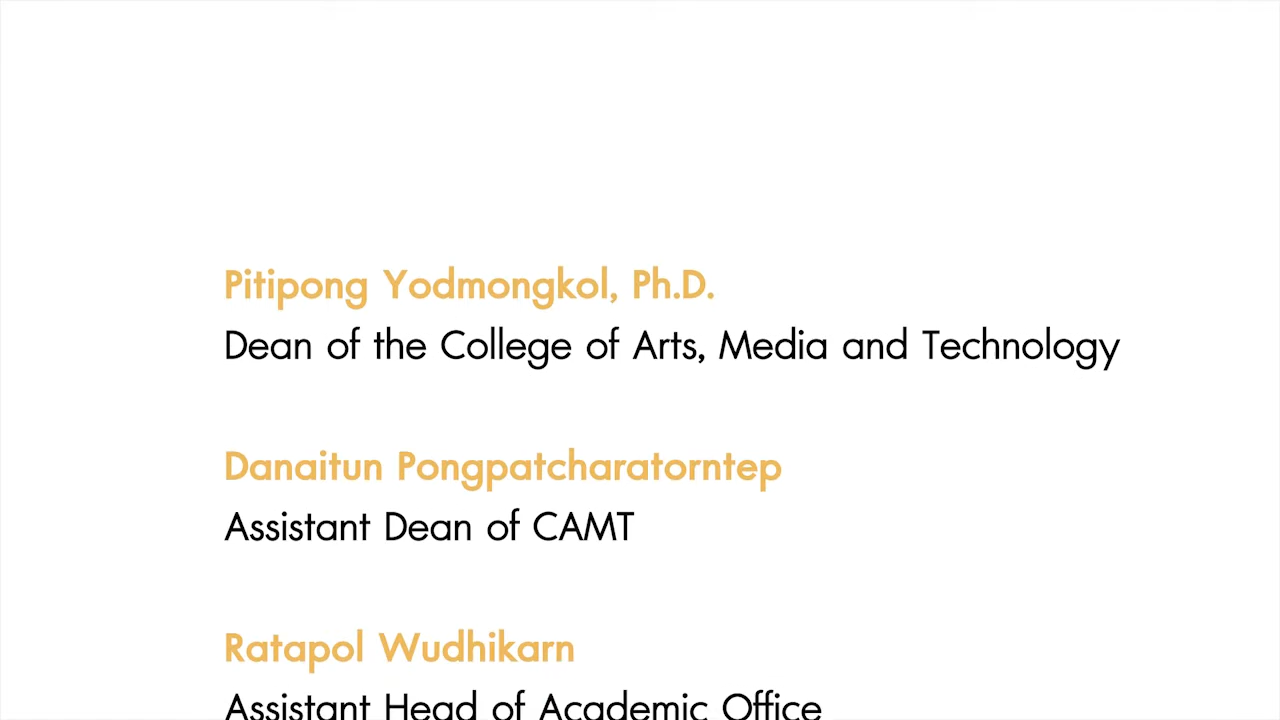 Pitipong Yodmongkol, Ph.D.
Dean of the College of Arts, Media and Technology
Danaitun Pongpatcharatorntep
Assistant Dean of CAMT
Ratapol Wudhikarn
Assistant Head of Academic Office